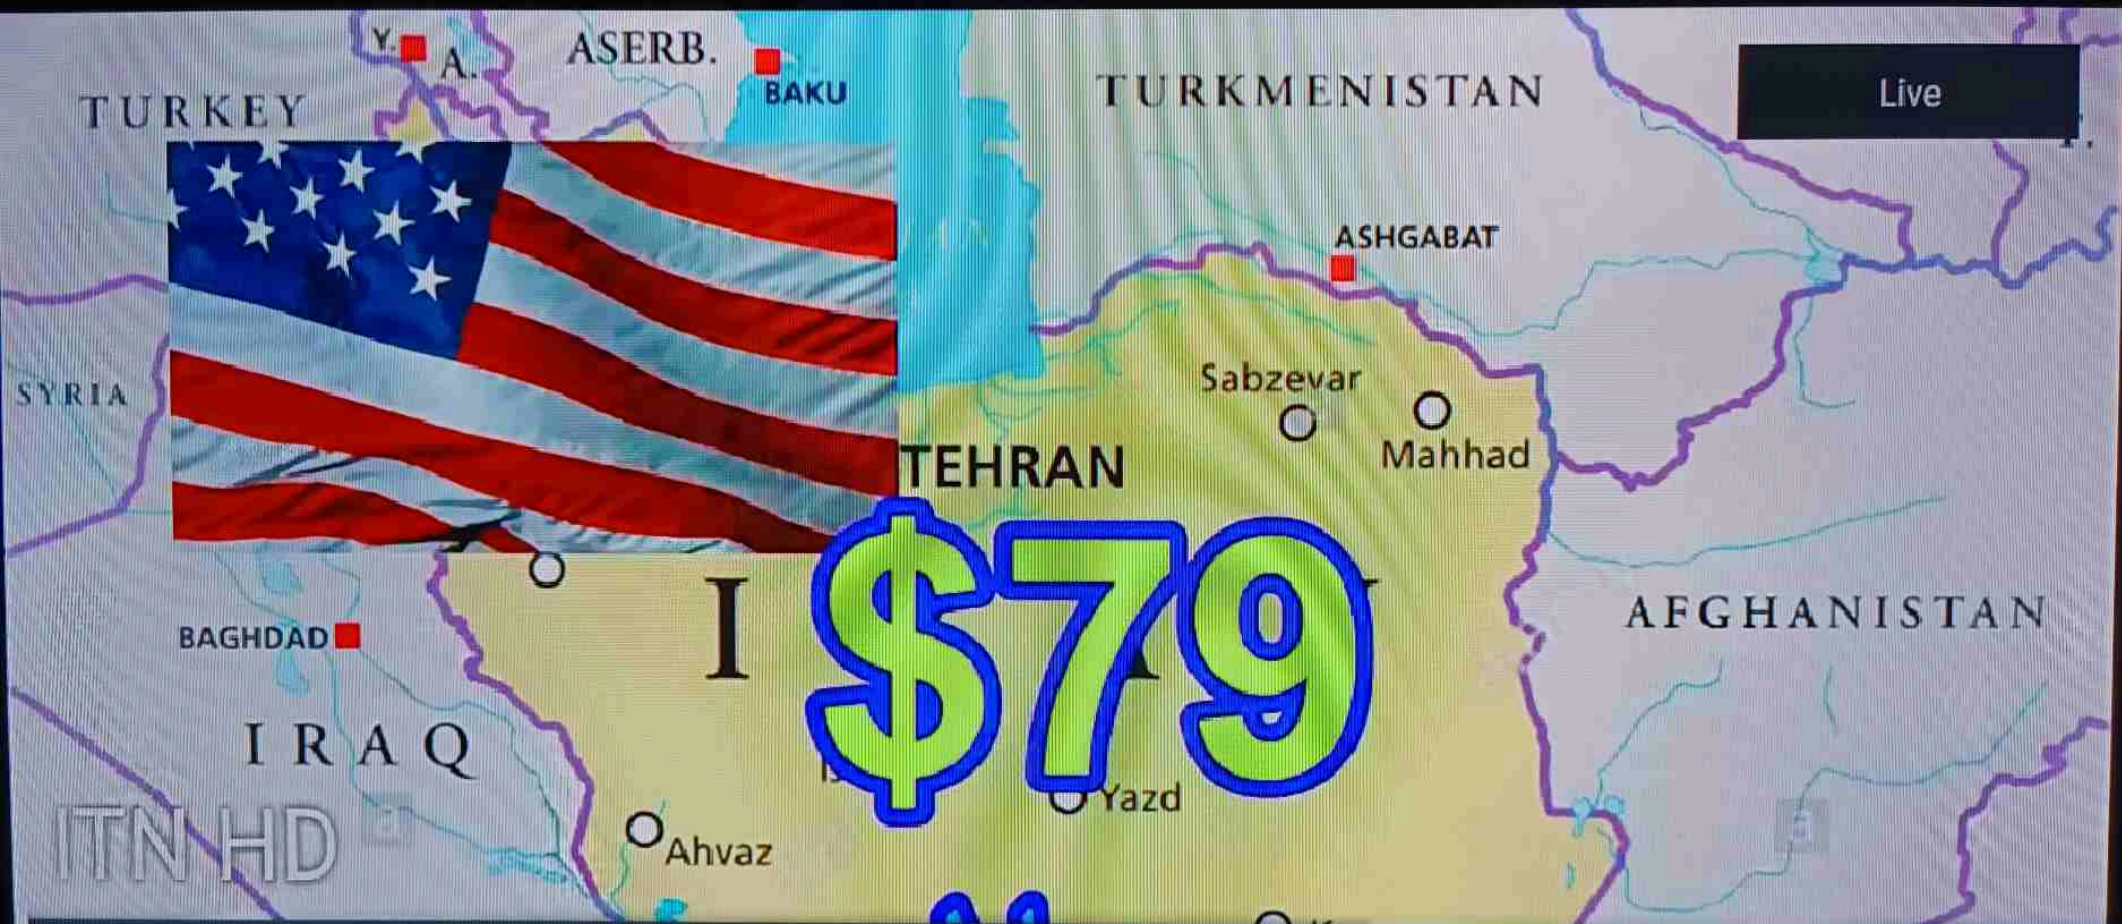 Y.
A.
ASERB.
BAKU
TURKEY
TURKMENISTAN
Live
ASHGABAT
SYRIA
Sabzevar
Mahhad
TEHRAN
I
$79
BAGHDAD
AFGHANISTAN
IRAQ
Yazd
ITN HD
Ahvaz